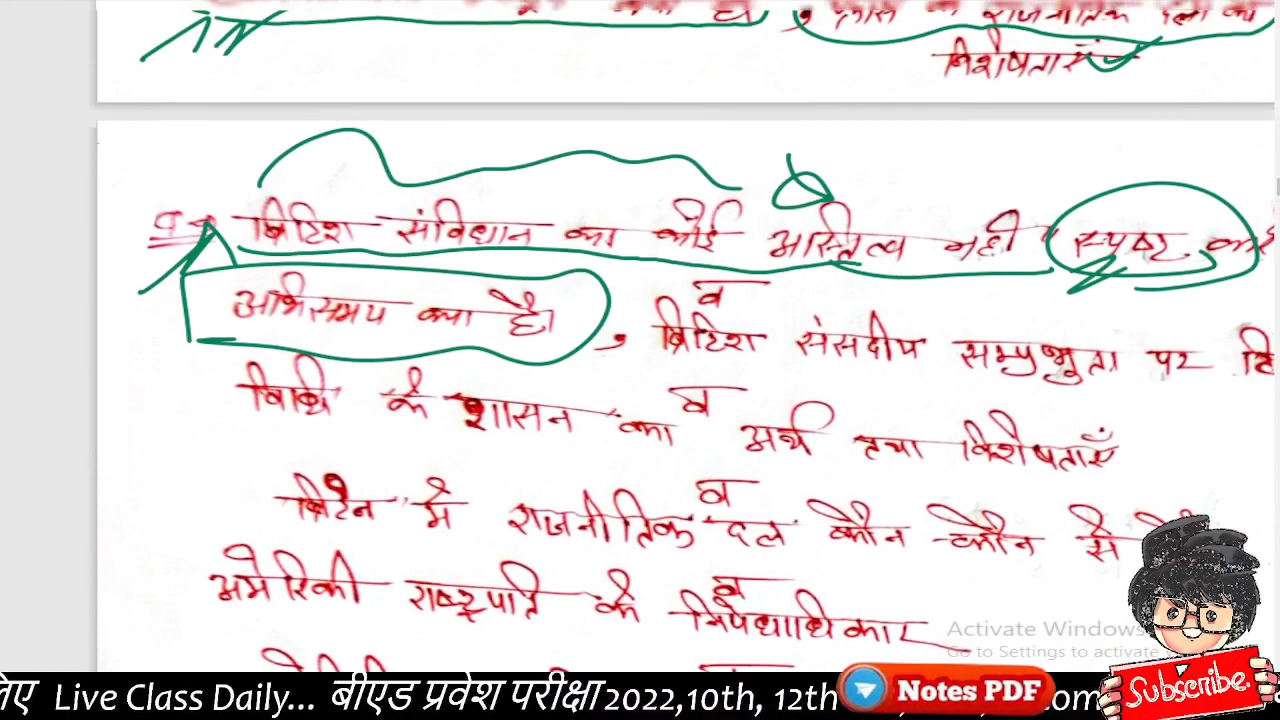 विशेषताएँ
ब्रिटिश संविधान का कोई अस्तित्व नही स्पष्ट
अभिसमय क्या है।
व
, ब्रिटिश संसदीय सम्प्रभुता पर टि
विधि के शासन का अर्थ तथा विशेषताएँ
व
ब्रिटेन में राजनीतिक दल कौन कौन से
व
अमेरिकी राष्ट्रपति के निषेधाधिकार
व
Activate Windows
Go to Settings to activate
Live Class Daily... बीएड प्रवेश परीक्षा 2022,10th, 12th
Notes PDF
Subscribe